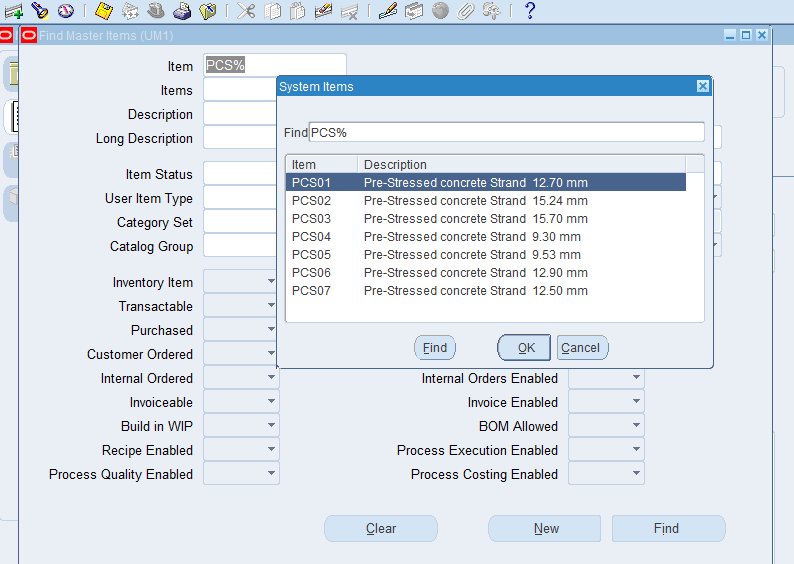 ?
Find Master Items (UM1)
Item PCS%
Items
Description
Long Description
Item Status
User Item Type
Category Set
Catalog Group
Inventory Item
Transactable
Purchased
Customer Ordered
System Items
Find PCS%
Item Description
PCS01 Pre-Stressed concrete Strand 12.70 mm
PCS02 Pre-Stressed concrete Strand 15.24 mm
PCS03 Pre-Stressed concrete Strand 15.70 mm
PCS04 Pre-Stressed concrete Strand 9.30 mm
PCS05 Pre-Stressed concrete Strand 9.53 mm
PCS06 Pre-Stressed concrete Strand 12.90 mm
PCS07 Pre-Stressed concrete Strand 12.50 mm
Find OK Cancel
Internal Ordered Internal Orders Enabled
Invoiceable Invoice Enabled
Build in WIP BOM Allowed
Recipe Enabled Process Execution Enabled
Process Quality Enabled Process Costing Enabled
Clear New Find